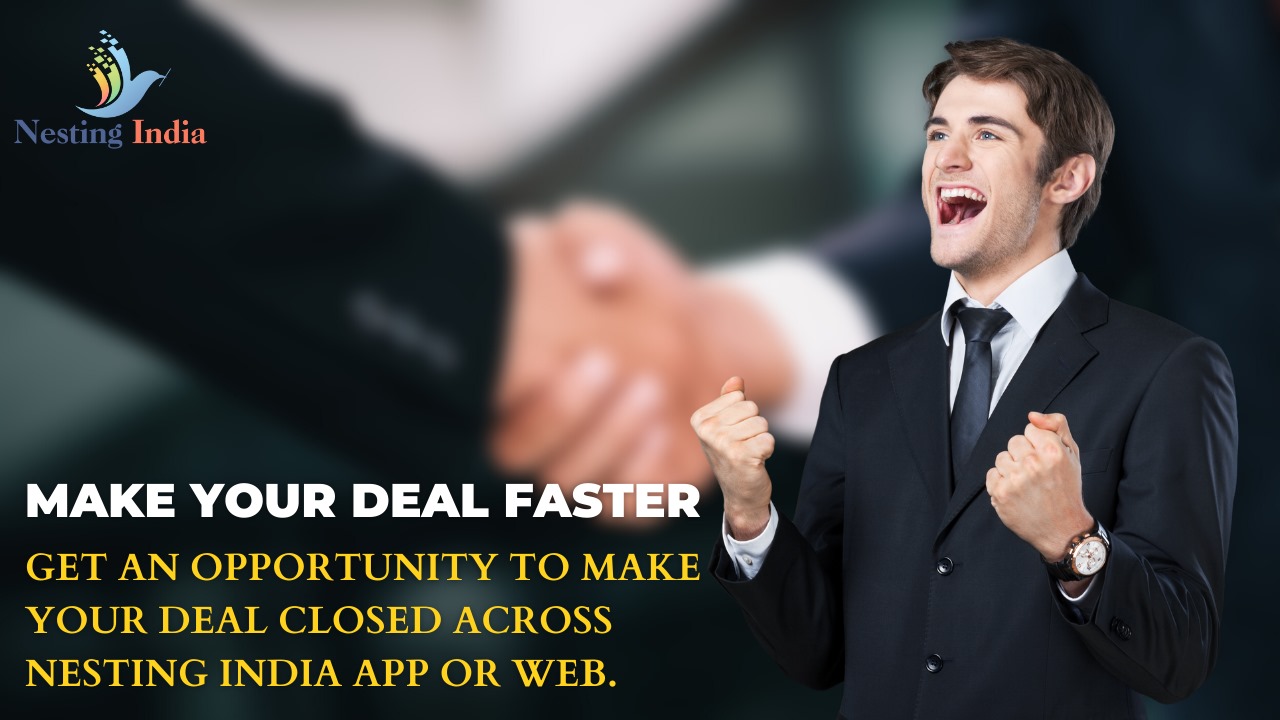 Nesting India
MAKE YOUR DEAL FASTER
GET AN OPPORTUNITY TO MAKE
YOUR DEAL CLOSED ACROSS
NESTING INDIA APP OR WEB.